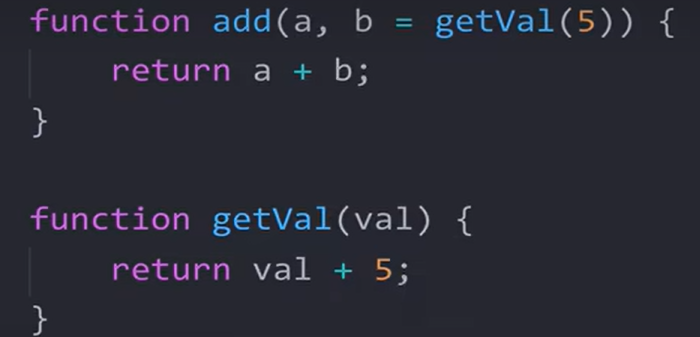 function add(a, b = getVal(5)) {
    return a + b;
}

function getVal(val) {
    return val + 5;
}